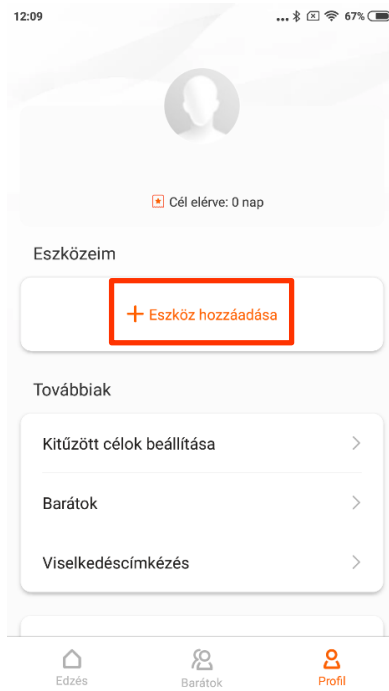 12:09 67%
Cél elérve: 0 nap
Eszközeim
+ Eszköz hozzáadása
Továbbiak
Kitűzött célok beállítása
Barátok
Viselkedéscímkézés
Edzés Barátok Profil